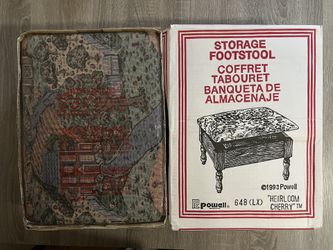 STORAGE
FOOTSTOOL
COFFRET
TABOURET
BANQUETA DE
ALMACENAJE
©1993 Powell
Powell 648 (LX) "HEIRLOOM
CHERRY"™